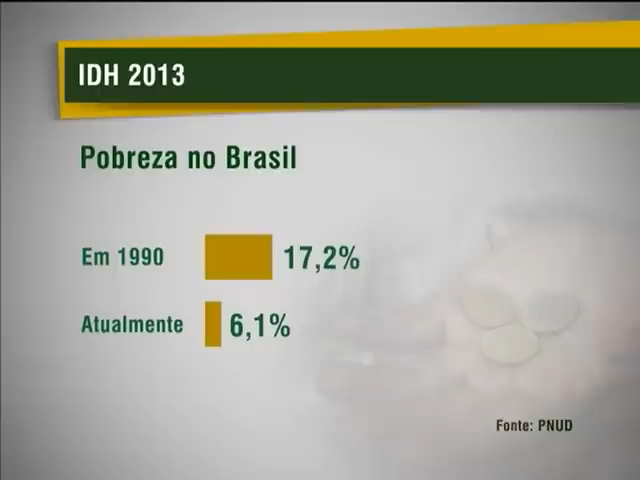 IDH 2013
Pobreza no Brasil
Em 1990 17,2%
Atualmente 6,1%
Fonte: PNUD